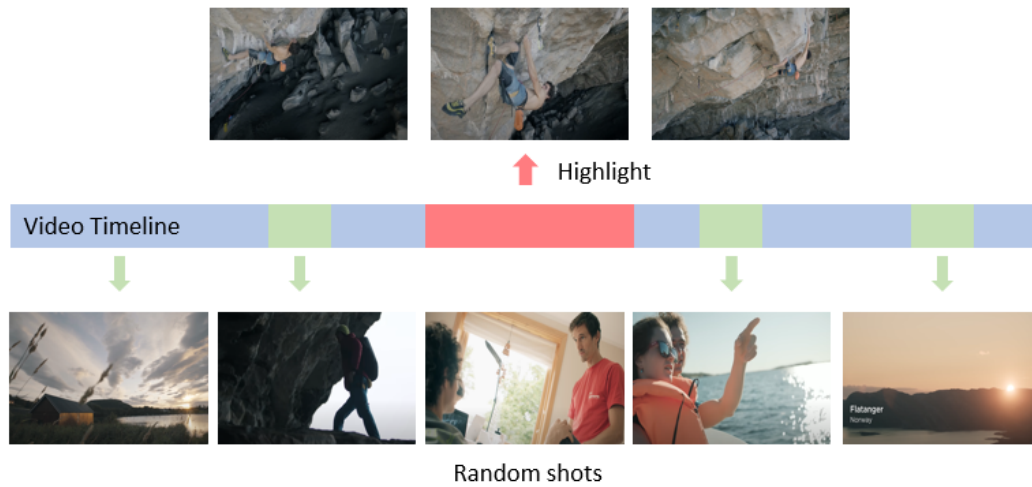 Highlight
Video Timeline
Flatanger
Norway
Random shots